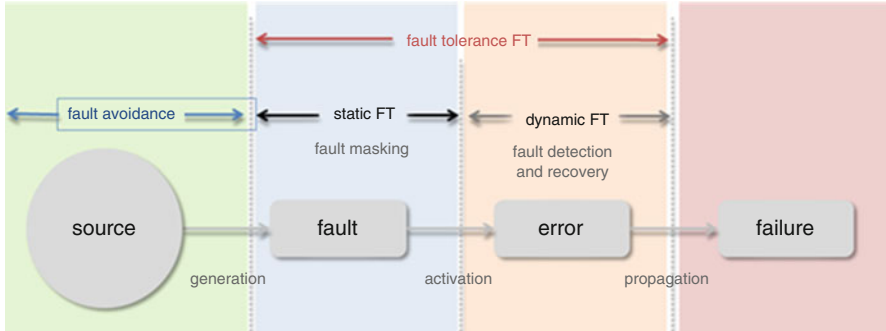 fault tolerance FT
fault avoidance
static FT
dynamic FT
fault masking
fault detection
and recovery
source
fault
error
failure
generation
activation
propagation